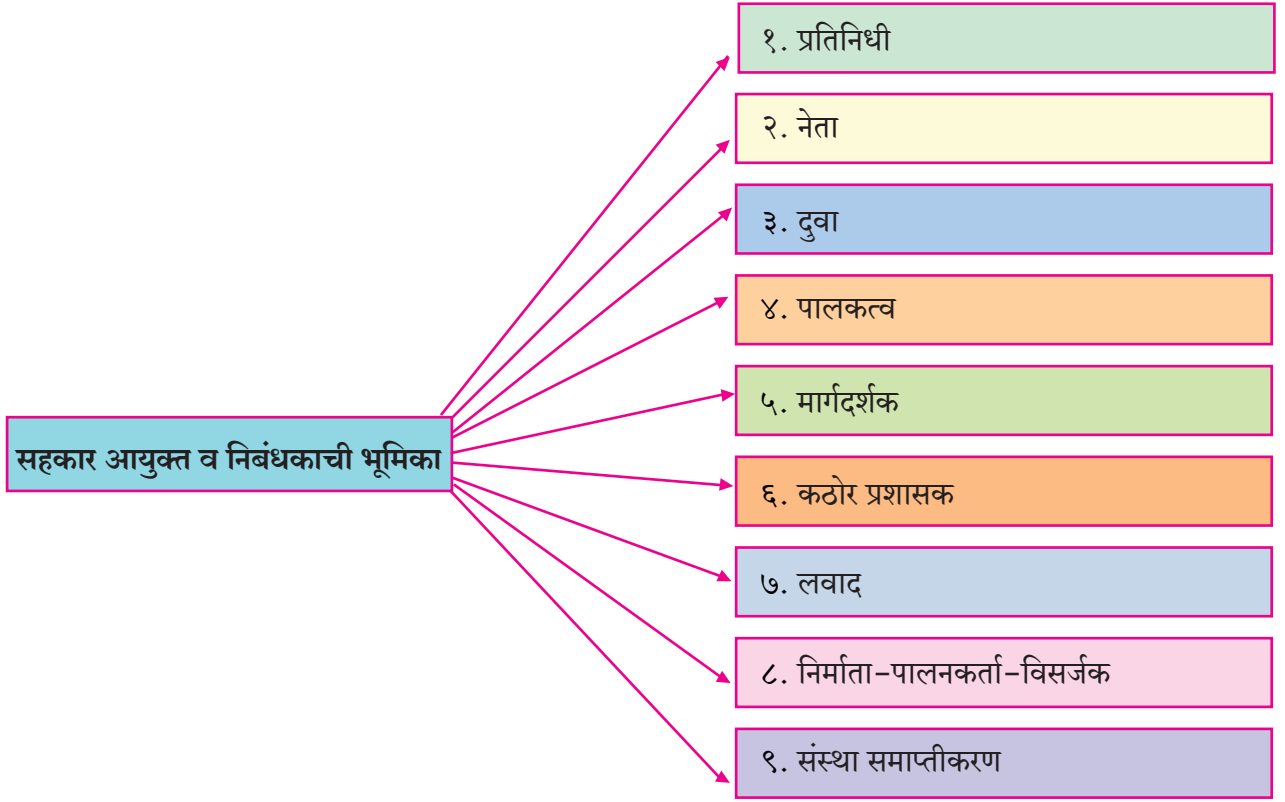 सहकार आयुक्त व निबंधकाची भूमिका
१. प्रतिनिधी
२. नेता
३. दुवा
४. पालकत्व
५. मार्गदर्शक
६. कठोर प्रशासक
७. लवाद
८. निर्माता-पालनकर्ता-विसर्जक
९. संस्था समाप्तीकरण